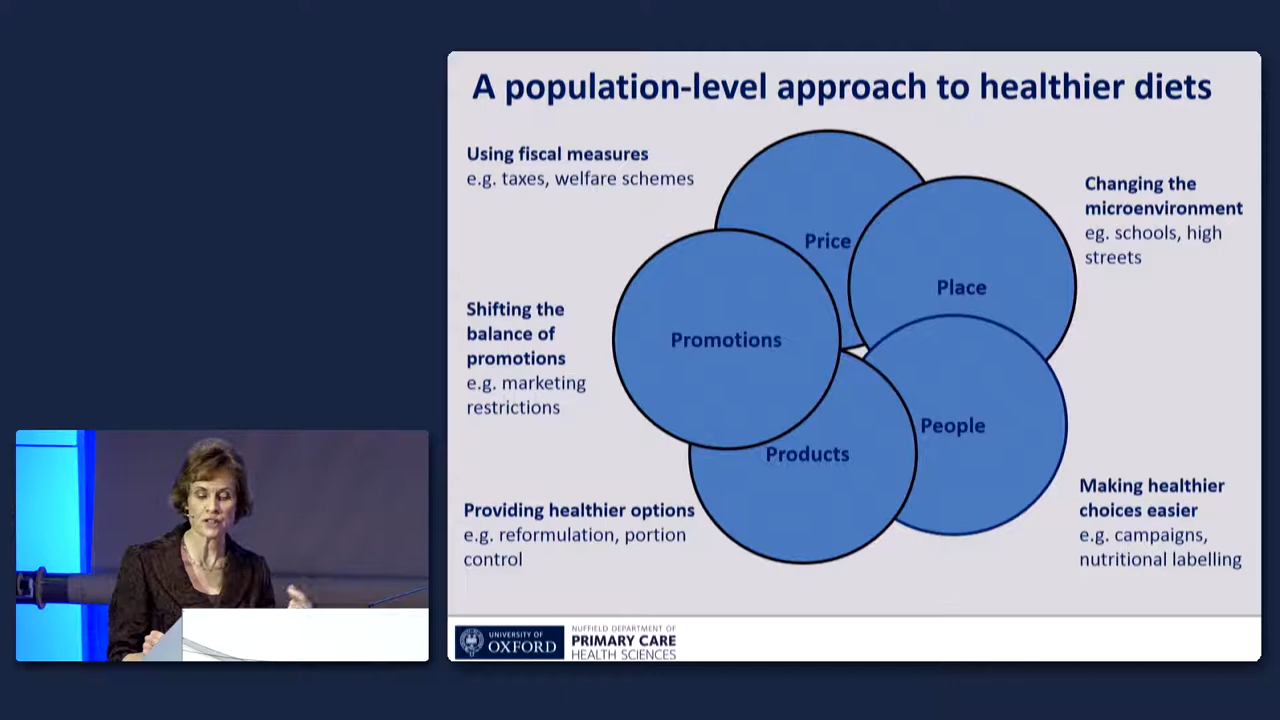 A population-level approach to healthier diets
Using fiscal measures
e.g. taxes, welfare schemes
Changing the
microenvironment
eg. schools, high
streets
Price
Place
Shifting the
balance of
promotions
e.g. marketing
restrictions
Promotions
People
Products
Providing healthier options
e.g. reformulation, portion
control
Making healthier
choices easier
e.g. campaigns,
nutritional labelling
UNIVERSITY OF
OXFORD
NUFFIELD DEPARTMENT OF
PRIMARY CARE
HEALTH SCIENCES